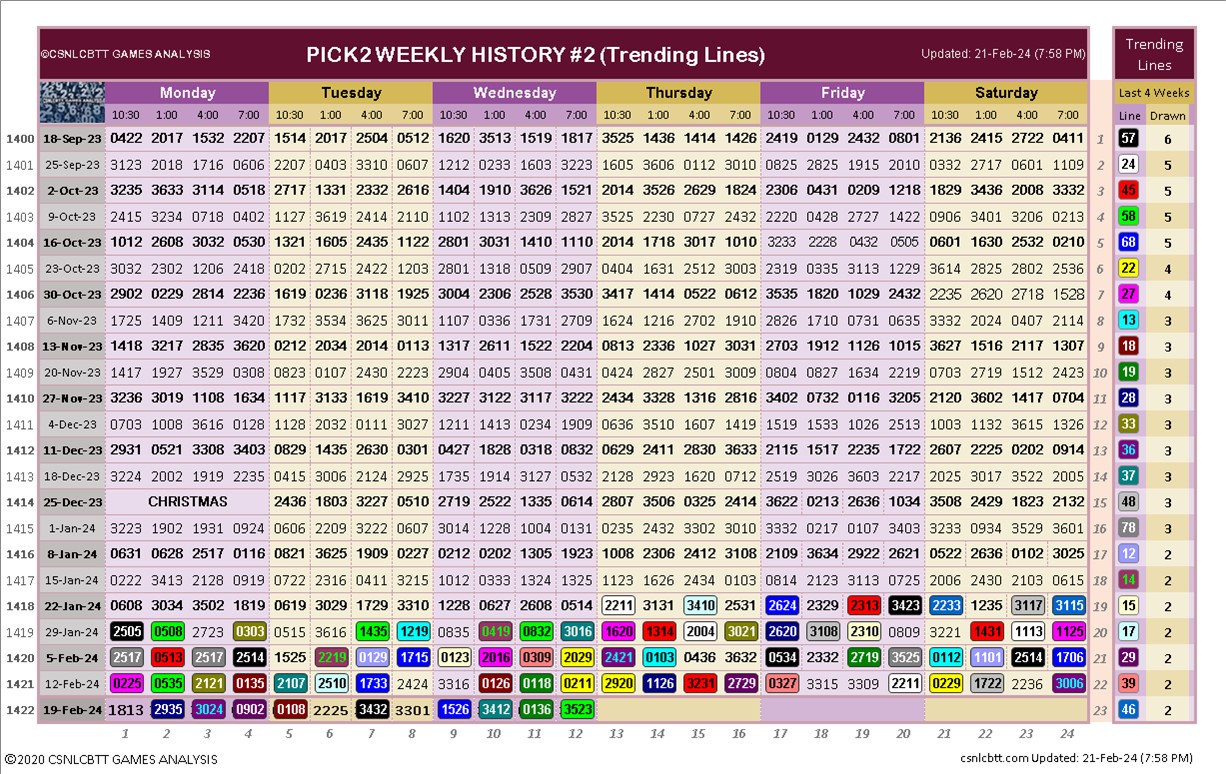 ©CSNLCBTT GAMES ANALYSIS PICK2 WEEKLY HISTORY #2 (Trending Lines) Updated: 21-Feb-24 (7:58 PM) Trending
Lines
Monday Tuesday Wednesday Thursday Friday Saturday Last 4 Weeks
10:30 1:00 4:00 7:00 10:30 1:00 4:00 7:00 10:30 1:00 4:00 7:00 10:30 1:00 4:00 7:00 10:30 1:00 4:00 7:00 10:30 1:00 4:00 7:00 Line Drawn
1400 18-Sep-23 0422 2017 1532 2207 1514 2017 2504 0512 1620 3513 1519 1817 3525 1436 1414 1426 2419 0129 2432 0801 2136 2415 2722 0411 1 57 6
1401 25-Sep-23 3123 2018 1716 0606 2207 0403 3310 0607 1212 0233 1603 3223 1605 3606 0112 0530 0825 2825 1915 2010 0332 2717 0601 1109 2 24 5
1402 2-Oct-23 3235 3633 3114 0518 2717 1331 2332 2616 1404 1910 3626 1521 2014 3526 2629 1824 2306 0431 0209 1218 1829 3436 2008 3332 3 45 5
1403 9-Oct-23 2415 3234 0718 0402 1127 3619 2414 2110 1102 1313 2309 2827 3525 2230 0727 2432 2220 0428 2727 1422 0906 3401 3206 0213 4 58 5
1404 16-Oct-23 1012 2608 3032 0530 1321 1605 2435 1122 2801 3031 1410 1110 2014 1718 3017 1010 3233 2228 0432 0505 0601 1630 2532 0210 5 68 5
1405 23-Oct-23 3032 2302 1206 2418 0202 2715 2422 1203 2801 1318 0509 2907 0404 1631 2512 3003 2319 0335 3113 1229 3614 2825 2802 2536 6 22 4
1406 30-Oct-23 2902 0229 2814 2236 1619 0236 3118 1923 3004 2306 2528 3530 3417 1414 0522 0612 3535 1820 1029 2432 2235 2620 2718 1528 7 27 4
1407 6-Nov-23 1725 1409 1211 3420 1732 3534 3625 3011 1107 0336 1731 2709 1624 1216 2702 1910 2826 1710 0731 0635 3332 2024 0407 2114 8 13 3
1408 13-Nov-23 1418 3217 2835 3620 0212 2034 2014 0113 1317 2611 1522 2204 0813 2336 1027 3031 2703 1912 1126 1015 3627 1516 2117 1307 9 18 3
1409 20-Nov-23 1417 1927 3529 0308 0823 0107 2430 2223 2904 0405 3508 0431 0424 2827 2501 3009 0804 0827 1634 2219 0703 2719 1512 2423 10 19 3
1410 27-Nov-23 3236 3019 1108 1634 1117 3133 1619 3410 3227 3122 3117 3222 2434 3328 1316 2816 3402 0732 0116 3205 2120 3602 1417 0704 11 28 3
1411 4-Dec-23 0703 1008 3616 0128 1128 2032 0111 3027 1211 1413 0234 1909 0636 3510 1607 1419 1519 1533 1026 2513 1003 1132 3615 1326 12 33 3
1412 11-Dec-23 2931 0521 3308 3403 0829 1435 2630 0301 0427 1828 0318 0832 0629 2411 2830 3633 2115 1517 2235 1722 2607 2225 0202 0914 13 36 3
1413 18-Dec-23 3224 2002 1919 2235 0415 3006 2124 2923 1735 1914 3127 0532 2128 2923 1620 0712 2519 3026 3603 2217 2025 3017 3522 2005 14 37 3
1414 25-Dec-23 CHRISTMAS 2436 1803 3227 0510 2719 2522 1335 0614 2807 3506 0325 2414 3622 0213 2636 1034 3508 2429 1823 2132 15 48 3
1415 1-Jan-24 3223 1902 1931 0924 0606 2209 3222 0607 3014 1228 1004 0131 0235 2432 3302 3010 3332 0217 0107 3403 3233 0934 3529 3601 16 78 3
1416 8-Jan-24 0631 0628 2517 0116 0821 3625 1909 0227 0212 0202 1305 1923 1008 2306 2412 3108 2109 3634 2922 2621 0522 2636 0102 3025 17 12 2
1417 15-Jan-24 0222 3413 2128 0919 0722 2316 0411 3215 1012 0333 1324 1325 1123 1626 2434 0103 0814 2123 3113 0725 2006 2430 2103 0615 18 14 2
1418 22-Jan-24 0608 3034 3502 1819 0619 3029 1729 3310 1228 0627 2608 0514 2211 3131 3410 2531 2624 2329 2313 3423 2233 1235 3117 3115 19 15 2
1419 29-Jan-24 2505 0508 2723 0303 0515 3616 1435 1219 0835 0419 0832 3016 1620 1314 2004 3021 2620 3108 2310 0809 3221 1431 1113 1125 20 17 2
1420 5-Feb-24 2517 0513 2517 2514 1525 2219 0129 1715 0123 2016 0309 2029 2421 0103 0436 3632 0534 2332 2719 3525 0112 1101 2514 1706 21 29 2
1421 12-Feb-24 0225 0535 2121 0135 2107 2510 1733 2424 3316 0126 0118 0211 2920 1126 3231 2729 0327 3315 3309 2211 0229 1722 2236 3006 22 39 2
1422 19-Feb-24 1813 2935 3024 0902 0108 2225 3432 3301 1526 3412 0136 3523 23 46 2
1 2 3 4 5 6 7 8 9 10 11 12 13 14 15 16 17 18 19 20 21 22 23 24
©2020 CSNLCBTT GAMES ANALYSIS csnlcbtt.com Updated: 21-Feb-24 (7:58 PM)